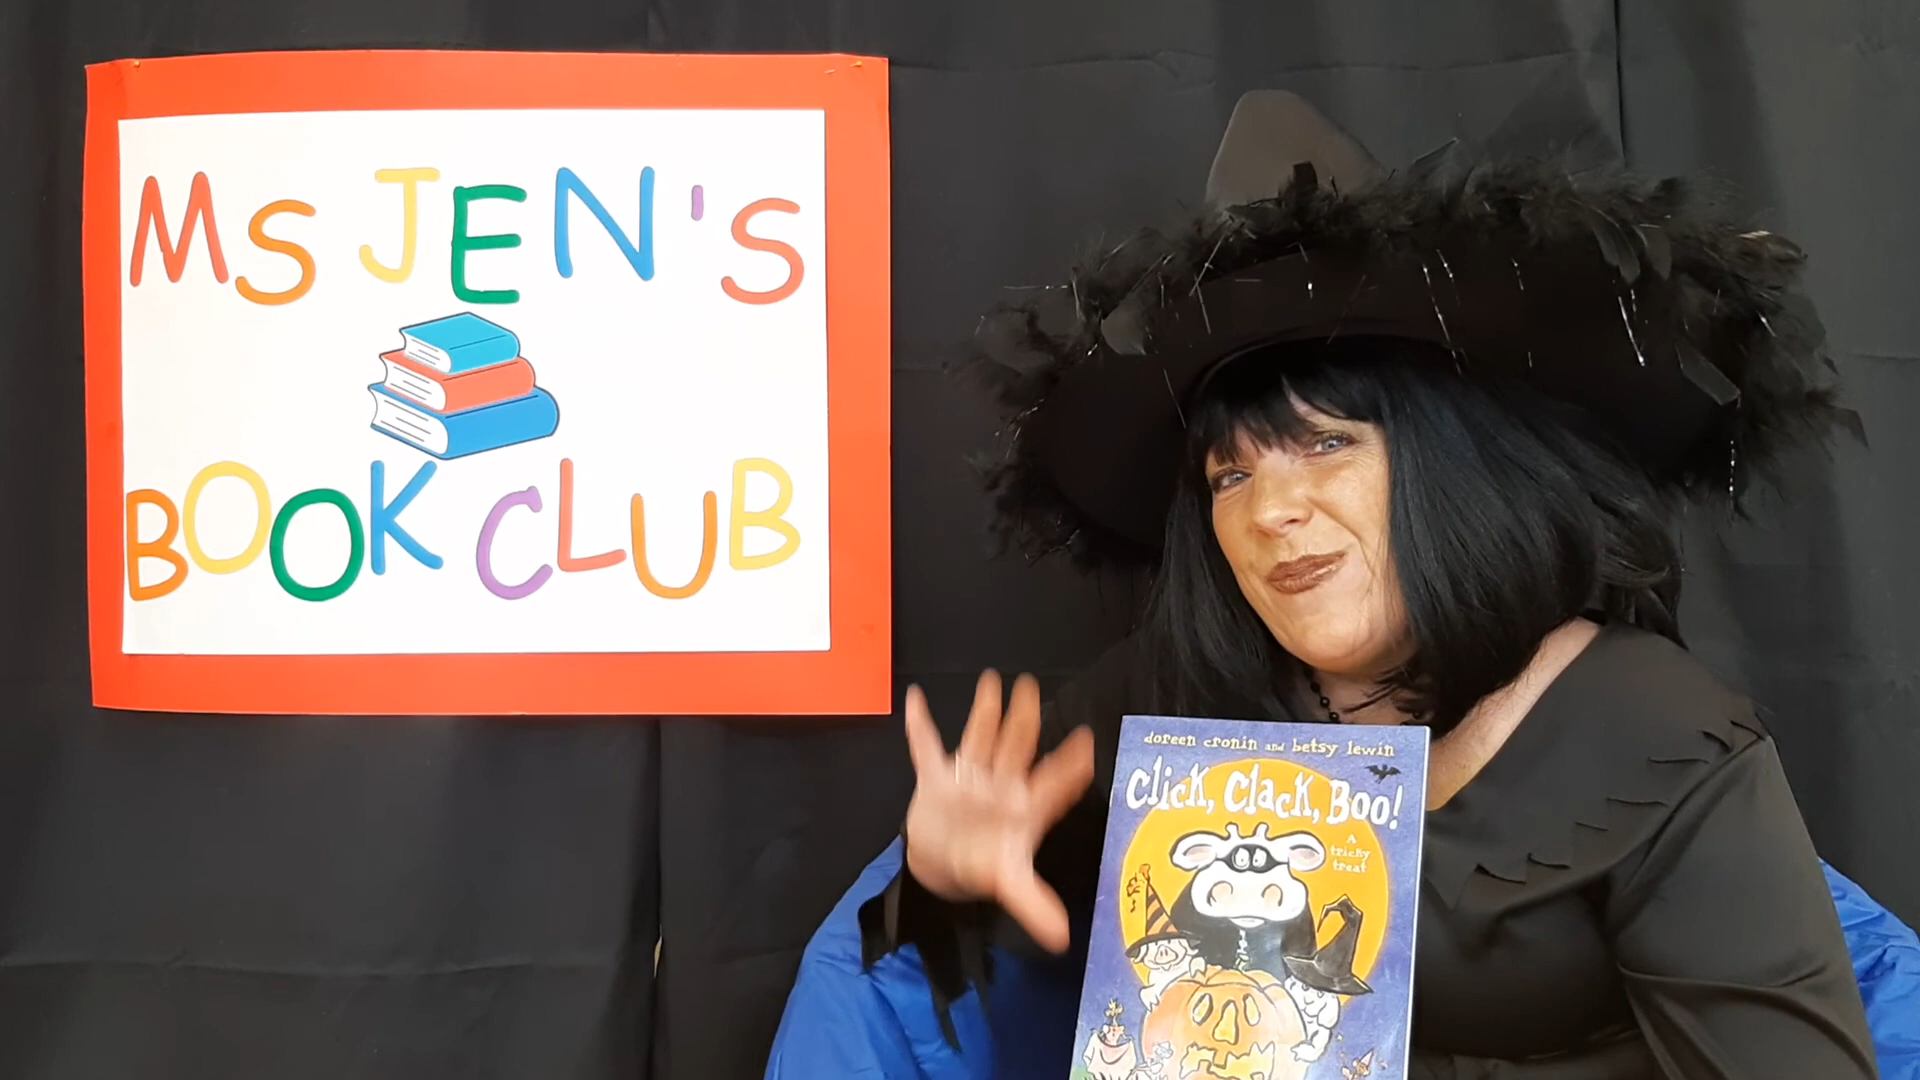 Ms JEN's
BOOK CLUB
doreen cronin and betsy lewin
Click, Clack, Boo!
A
tricky
treat